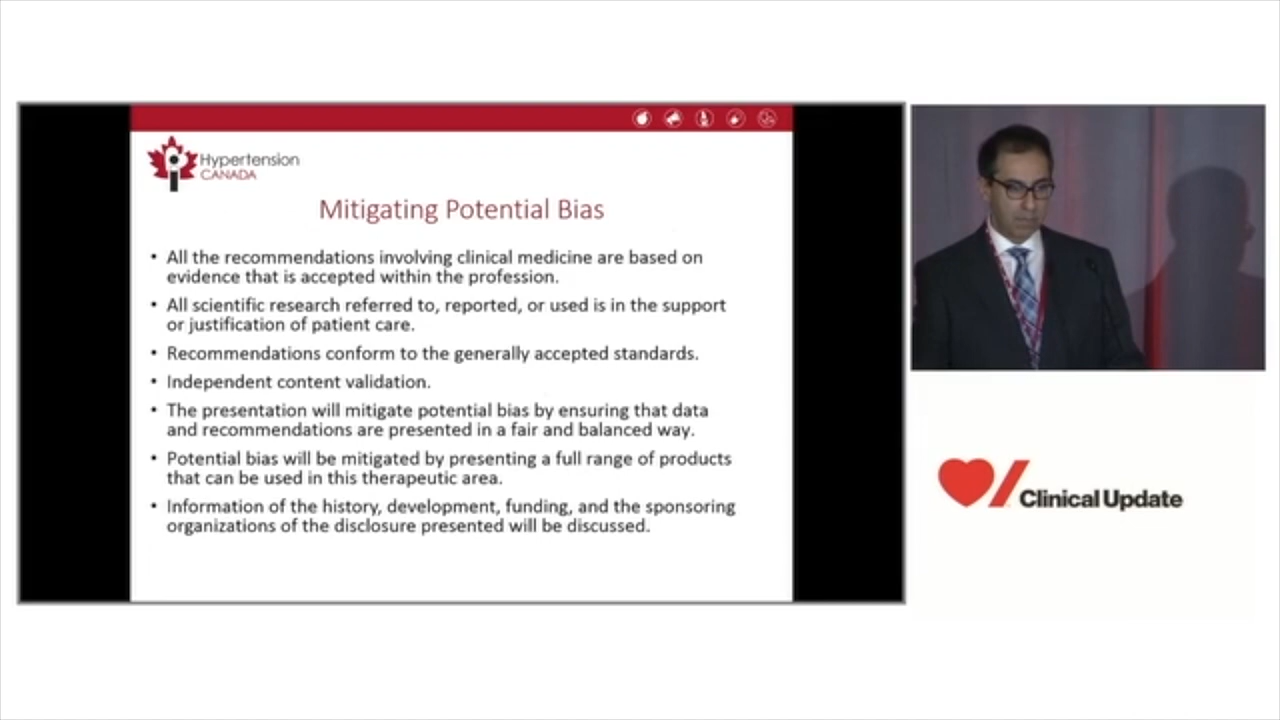 Hypertension
CANADA
Mitigating Potential Bias
• All the recommendations involving clinical medicine are based on
evidence that is accepted within the profession.
• All scientific research referred to, reported, or used is in the support
or justification of patient care.
• Recommendations conform to the generally accepted standards.
• Independent content validation.
• The presentation will mitigate potential bias by ensuring that data
and recommendations are presented in a fair and balanced way.
• Potential bias will be mitigated by presenting a full range of products
that can be used in this therapeutic area.
• Information of the history, development, funding, and the sponsoring
organizations of the disclosure presented will be discussed.
Clinical Update